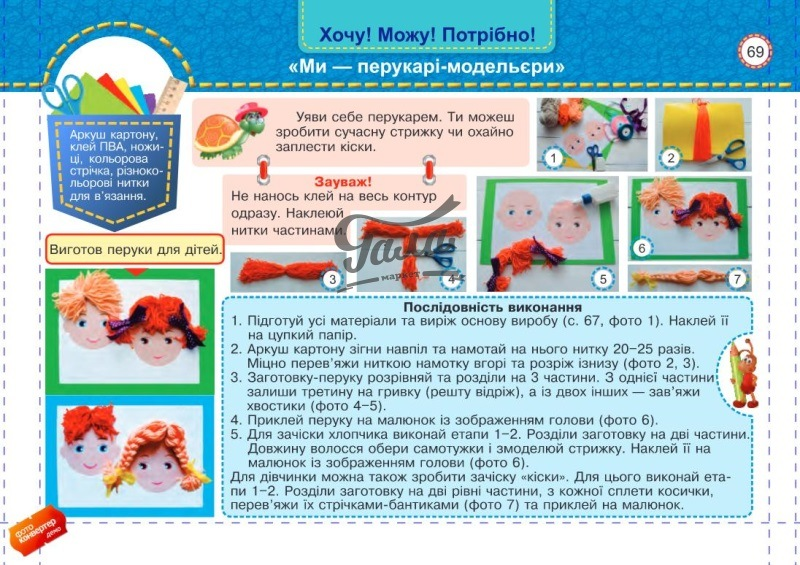 Хочу! Можу! Потрібно!
69
«Ми — перукарі-модельєри»
Аркуш картону,
клей ПВА, ножи-
ці, кольорова
стрічка, різноко-
льорові нитки
для в'язання.
Уяви себе перукарем. Ти можеш
зробити сучасну стрижку чи охайно
заплести кіски.
Зауваж!
Не нанось клей на весь контур
одразу. Наклеюй
нитки частинами.
Виготов перуки для дітей.
1
2
3
4
5
6
7
Гала
маркет
Послідовність виконання
1. Підготуй усі матеріали та виріж основу виробу (с. 67, фото 1). Наклей її
на цупкий папір.
2. Аркуш картону зігни навпіл та намотай на нього нитку 20–25 разів.
Міцно перев'яжи ниткою намотку вгорі та розріж ізнизу (фото 2, 3).
3. Заготовку-перуку розрівняй та розділи на 3 частини. З однієї частини
залиши третину на гривку (решту відріж), а із двох інших — зав'яжи
хвостики (фото 4–5).
4. Приклей перуку на малюнок із зображенням голови (фото 6).
5. Для зачіски хлопчика виконай етапи 1–2. Розділи заготовку на дві частини.
Довжину волосся обери самотужки і змоделюй стрижку. Наклей її на
малюнок із зображенням голови (фото 6).
Для дівчинки можна також зробити зачіску «кіски». Для цього виконай ета-
пи 1–2. Розділи заготовку на дві рівні частини, з кожної сплети косички,
перев'яжи їх стрічками-бантиками (фото 7) та приклей на малюнок.
ФОТО
конвертер
демо